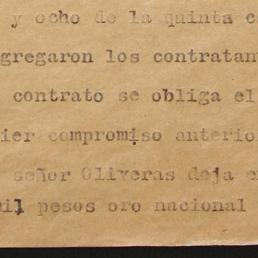 y ocho de la quinta c
gregaron los contratan
contrato se obliga el
ier compromiso anterio
señor Oliveras deja e
mil pesos oro nacional